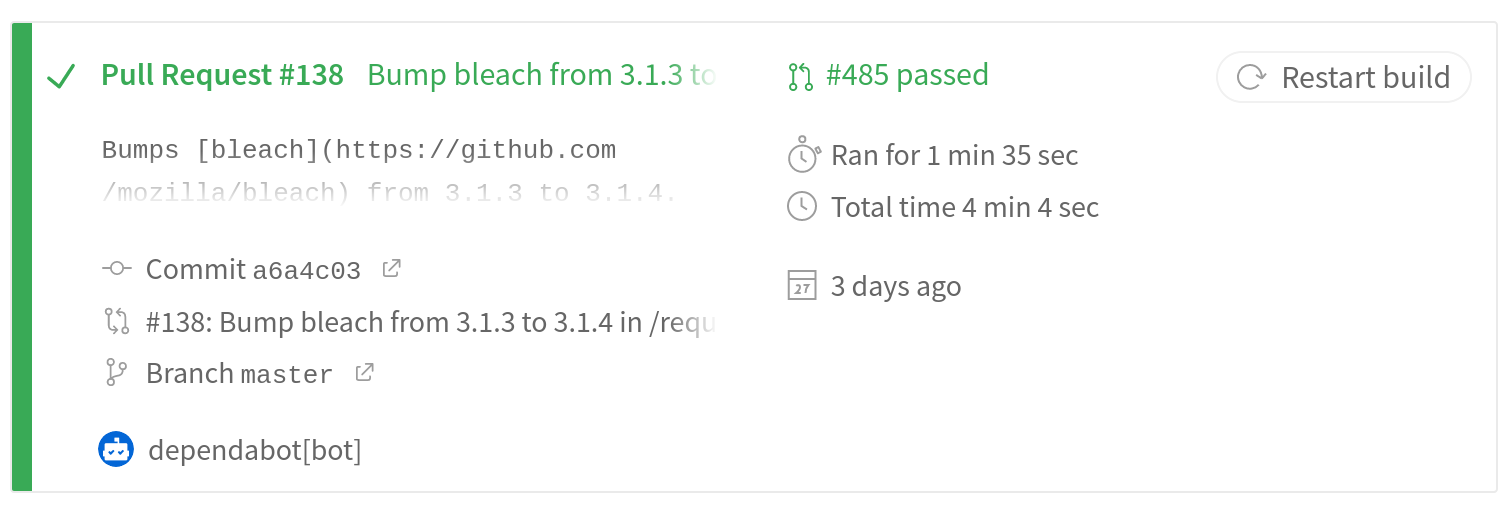 Pull Request #138 Bump bleach from 3.1.3 to
#485 passed
Restart build
Bumps [bleach](https://github.com
/mozilla/bleach) from 3.1.3 to 3.1.4.
Ran for 1 min 35 sec
Total time 4 min 4 sec
Commit a6a4c03
27
3 days ago
#138: Bump bleach from 3.1.3 to 3.1.4 in /requ
Branch master
dependabot[bot]